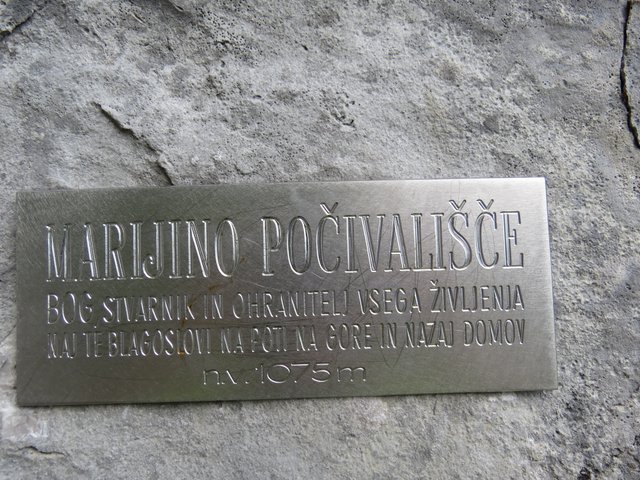 MARIJINO POČIVALIŠČE
BOG STVARNIK IN OHRANITELJ VSEGA ŽIVLJENJA
NAJ TE BLAGOSLOVI NA POTI NA GORE IN NAZAJ DOMOV
1075 m